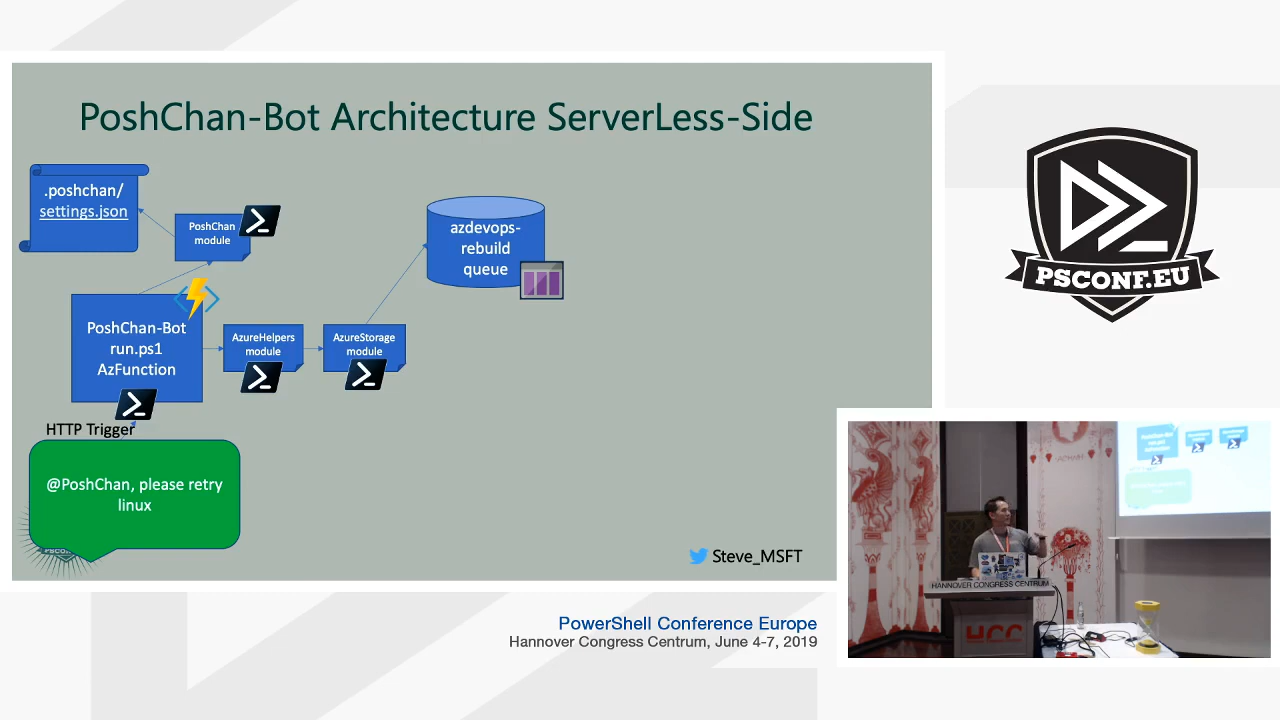 PoshChan-Bot Architecture ServerLess-Side
.poshchan/
settings.json
PoshChan
module
azdevops-
rebuild
queue
PoshChan-Bot
run.ps1
AzFunction
AzureHelpers
module
AzureStorage
module
HTTP Trigger
@PoshChan, please retry
linux
Steve_MSFT
PSCONF.EU
PowerShell Conference Europe
Hannover Congress Centrum, June 4-7, 2019
HANNOVER CONGRESS CENTRUM
HCC